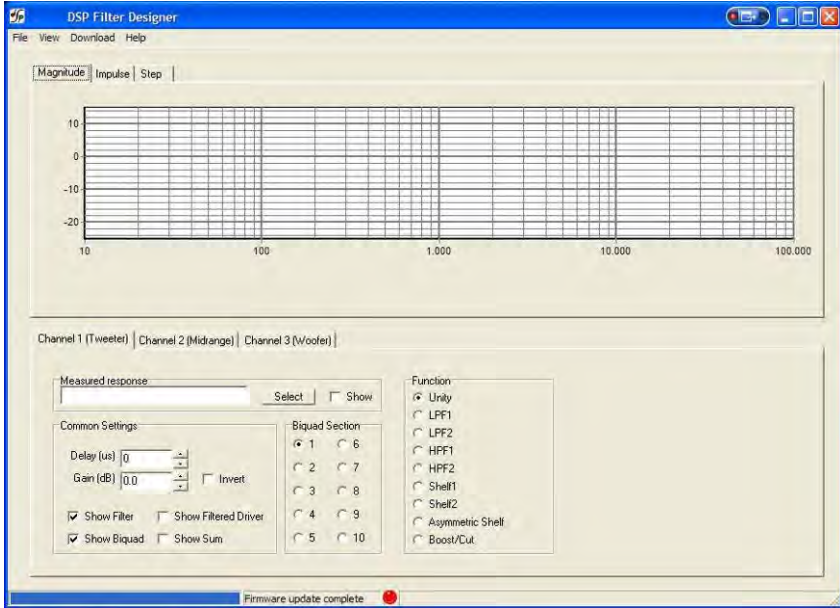 DSP Filter Designer
File View Download Help
Magnitude Impulse Step
10
0
-10
-20
10 100 1.000 10.000 100.000
Channel 1 (Tweeter) Channel 2 (Midrange) Channel 3 (Woofer)
Measured response
Select Show
Common Settings
Delay (us) 0
Gain (dB) 0.0 Invert
Show Filter Show Filtered Driver
Show Biquad Show Sum
Biquad Section
1 6
2 7
3 8
4 9
5 10
Function
Unity
LPF1
LPF2
HPF1
HPF2
Shelf1
Shelf2
Asymmetric Shelf
Boost/Cut
Firmware update complete